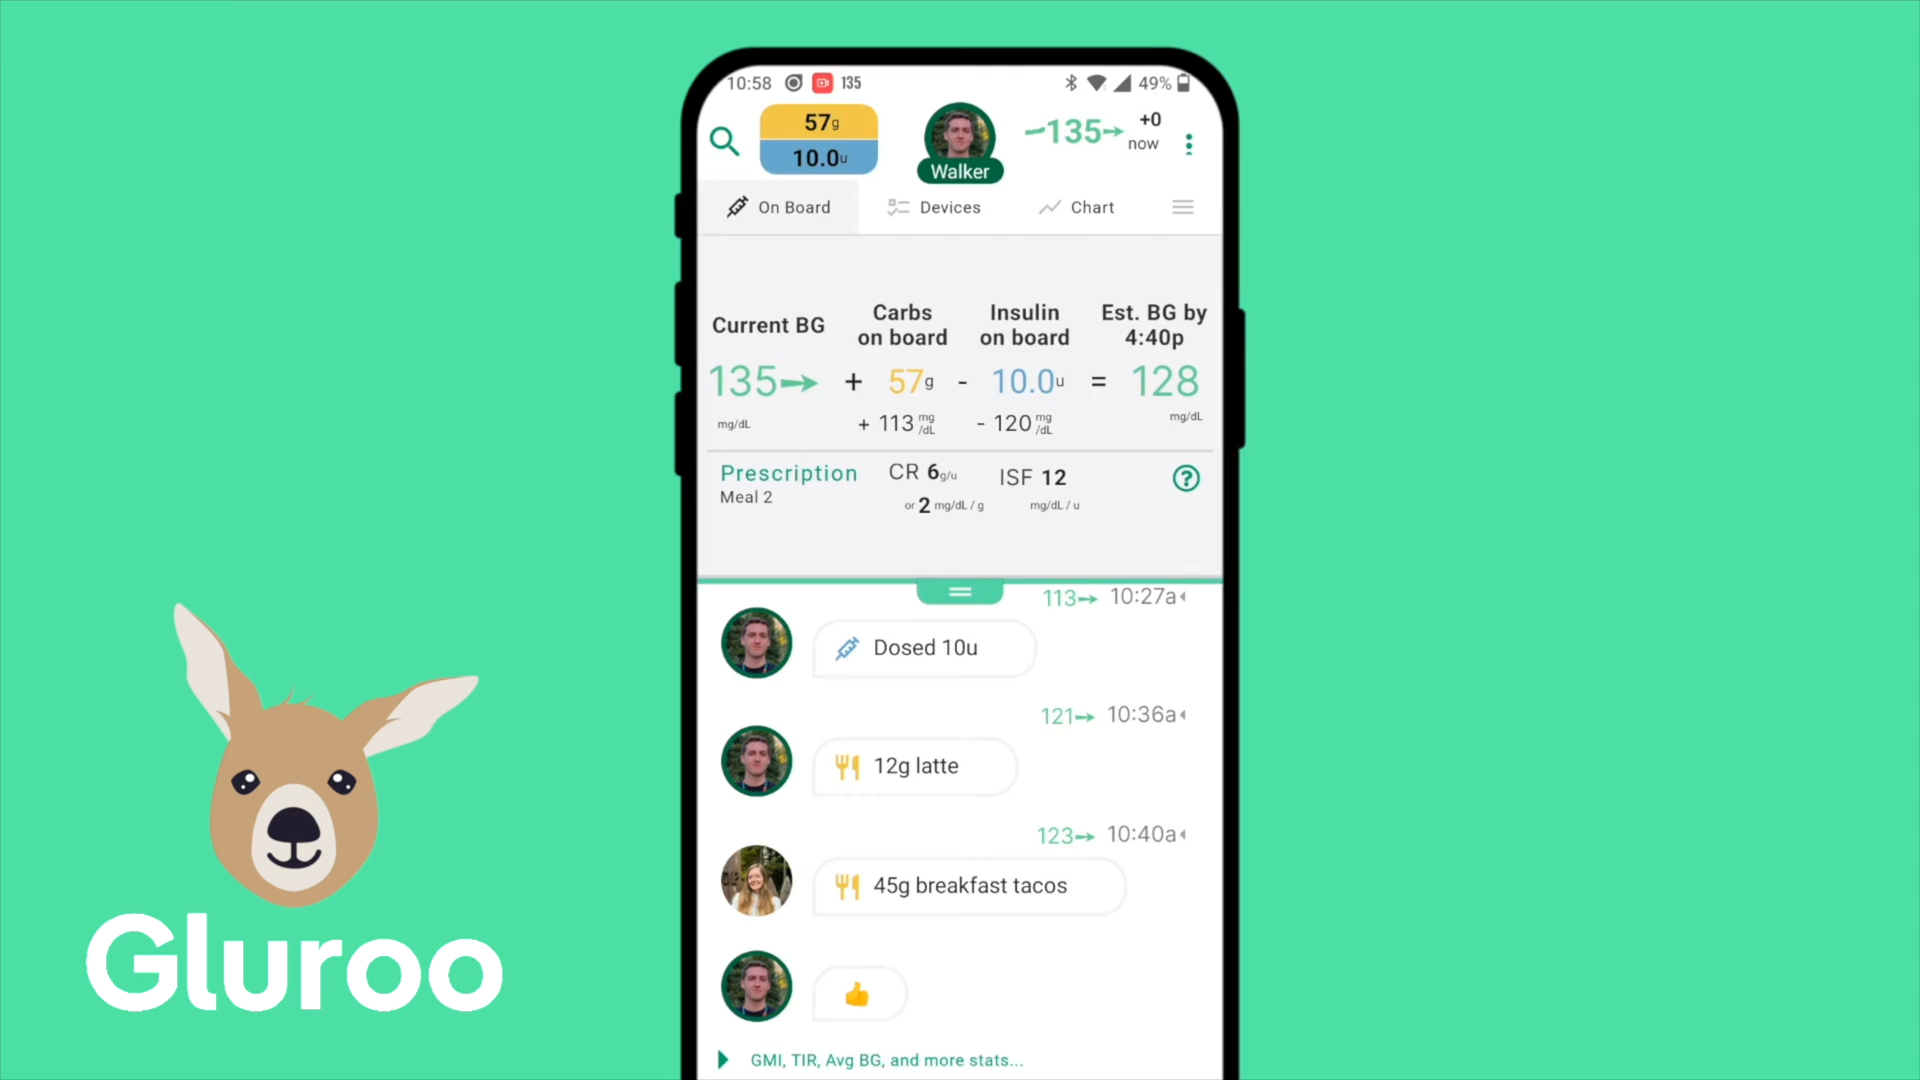 10:58 135 49%
57g
10.0u
Walker
135 +0
now
On Board Devices Chart
Current BG
Carbs
on board
Insulin
on board
Est. BG by
4:40p
135 + 57g - 10.0u = 128
mg/dL + 113 mg/dL - 120 mg/dL mg/dL
Prescription CR 6g/u ISF 12
Meal 2 or 2 mg/dL / g mg/dL / u
113 10:27a
Dosed 10u
121 10:36a
12g latte
123 10:40a
45g breakfast tacos
GMI, TIR, Avg BG, and more stats...
Gluroo